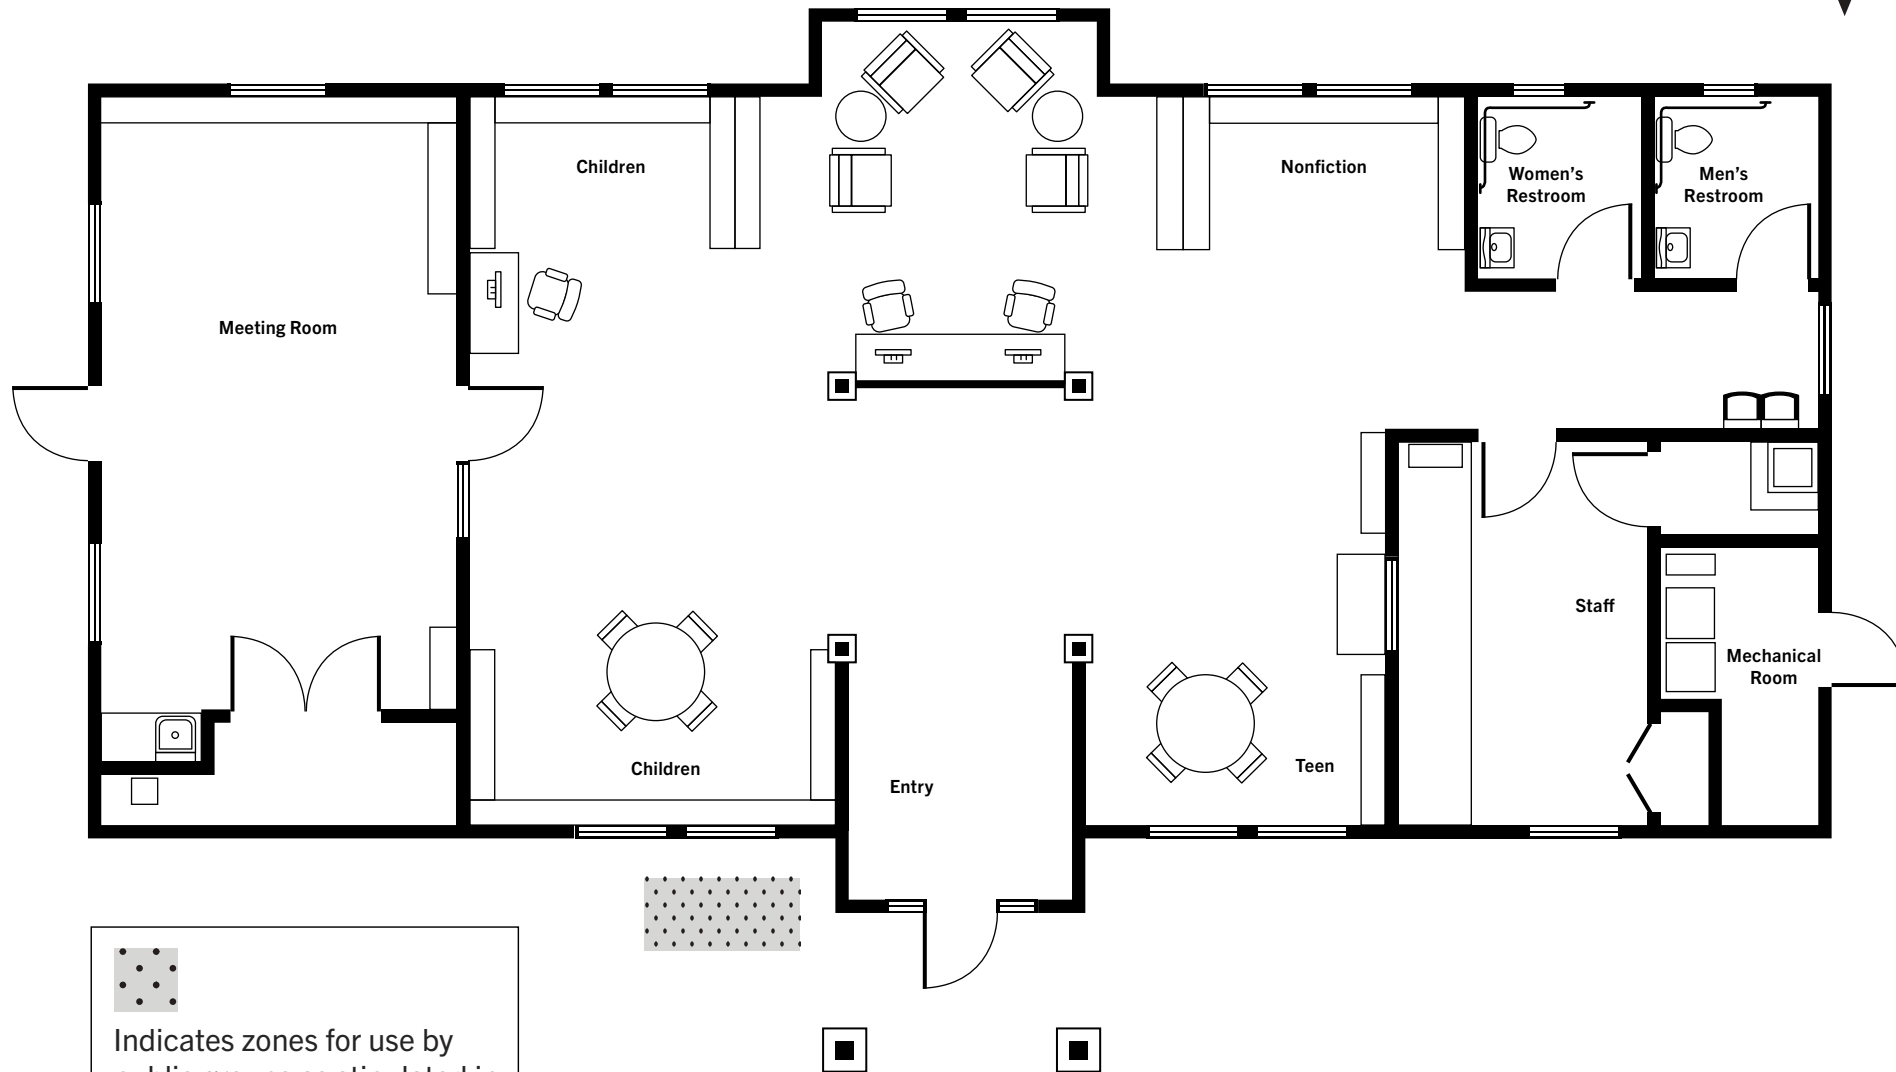 Children
Nonfiction
Women's
Restroom
Men's
Restroom
Meeting Room
Staff
Mechanical
Room
Children
Teen
Entry
Indicates zones for use by